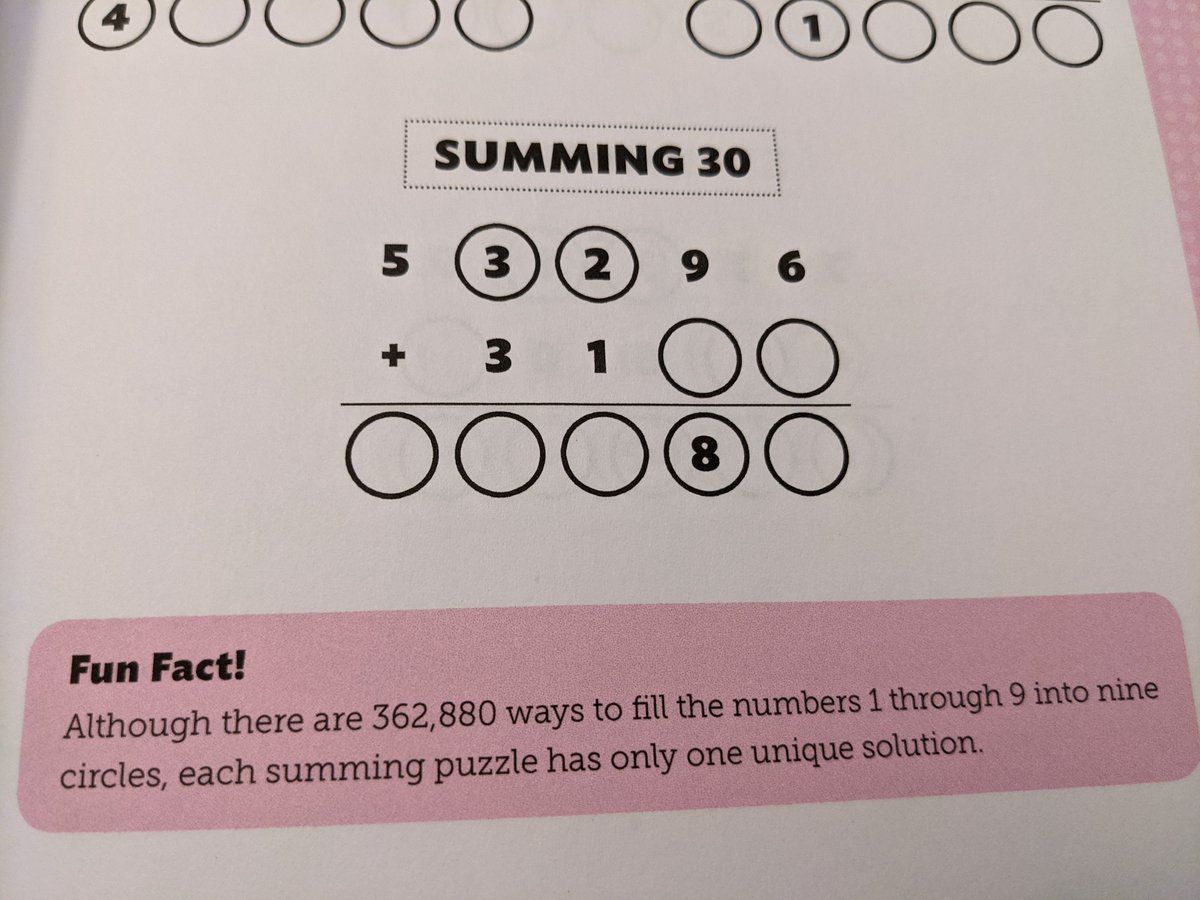 4 1
SUMMING 30
5 3 2 9 6
+ 3 1
8
Fun Fact!
Although there are 362,880 ways to fill the numbers 1 through 9 into nine
circles, each summing puzzle has only one unique solution.